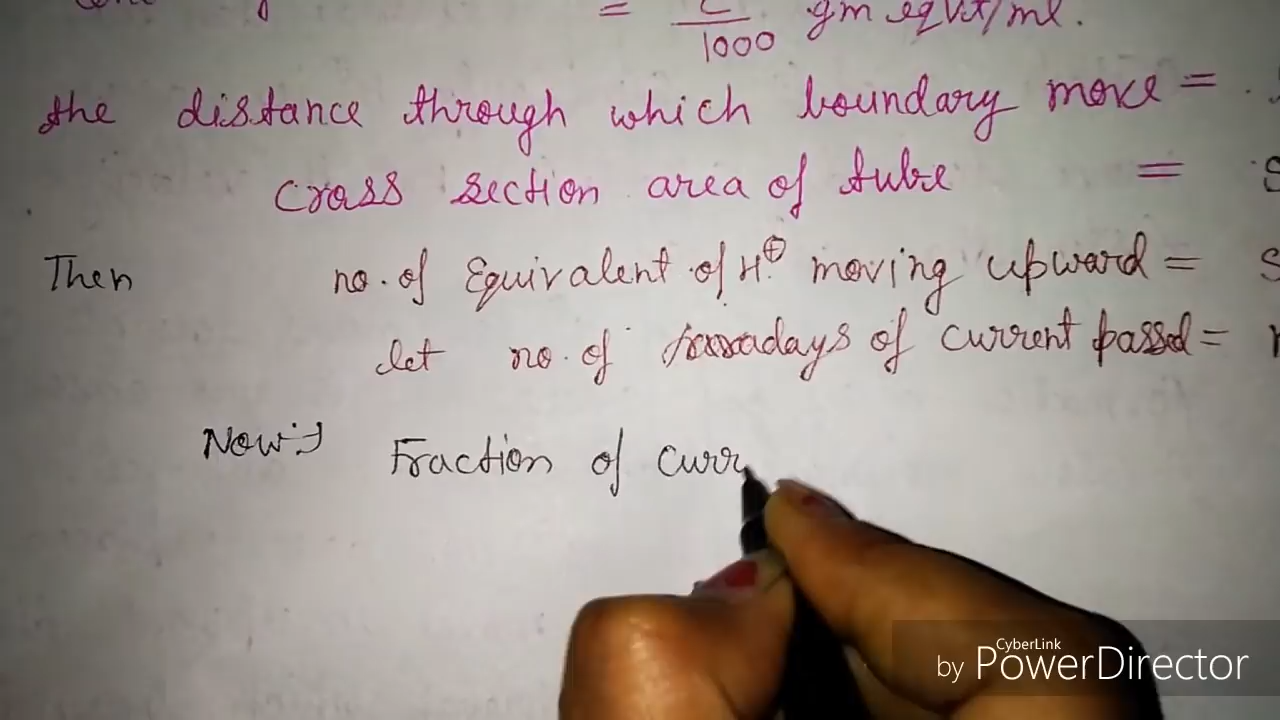 = C/1000 gm eqvt/ml.
the distance through which boundary move =
cross section area of tube = S
Then no. of Equivalent of H⊕ moving upward = S
let no. of faradays of current passed = n
Now:⇒ Fraction of curr
CyberLink
by PowerDirector